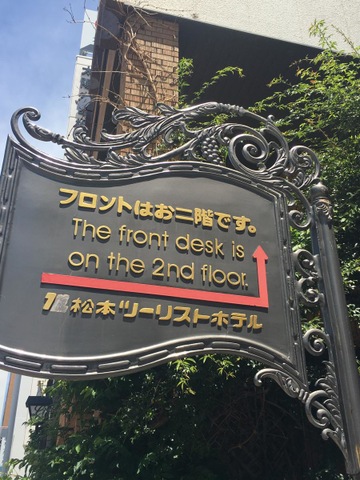 フロントはお二階です。
The front desk is
on the 2nd floor.
松本ツーリストホテル